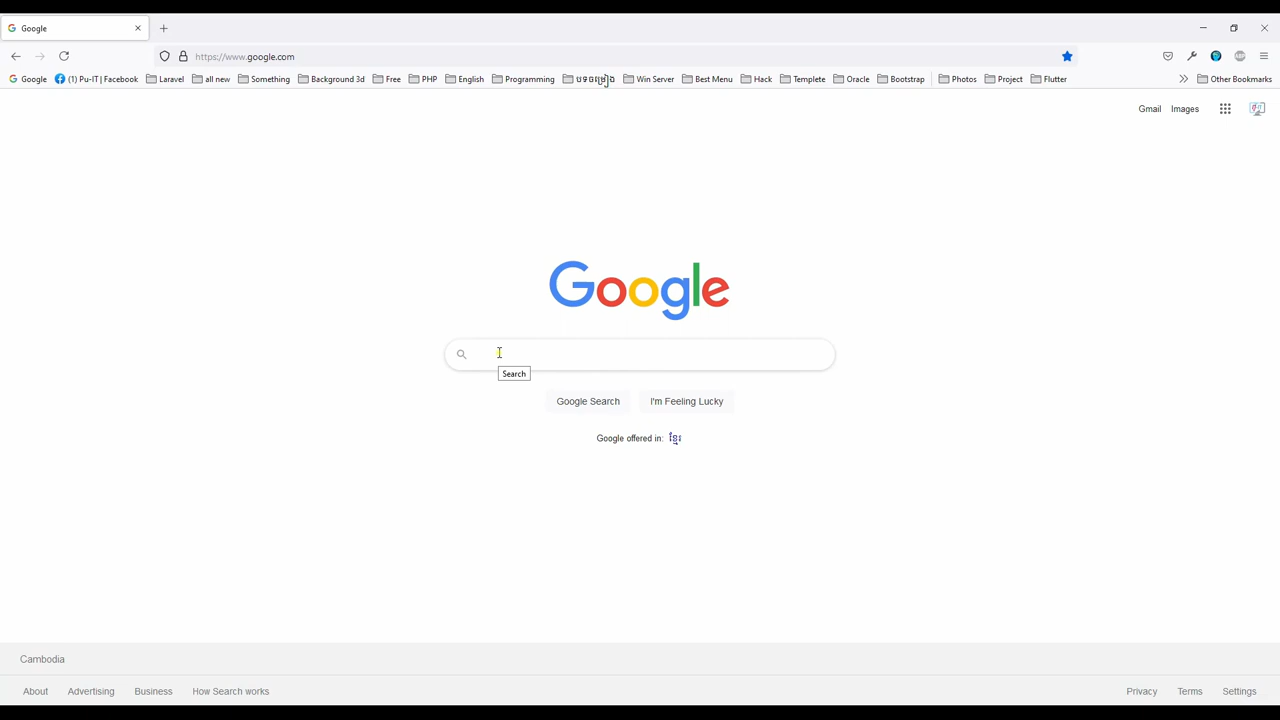 Google
https://www.google.com
Google (1) Pu-IT | Facebook Laravel all new Something Background 3d Free PHP English Programming បទចម្រៀង Win Server Best Menu Hack Templete Oracle Bootstrap Photos Project Flutter Other Bookmarks
Gmail Images
Google
Search
Google Search I'm Feeling Lucky
Google offered in: ខ្មែរ
Cambodia
About Advertising Business How Search works Privacy Terms Settings